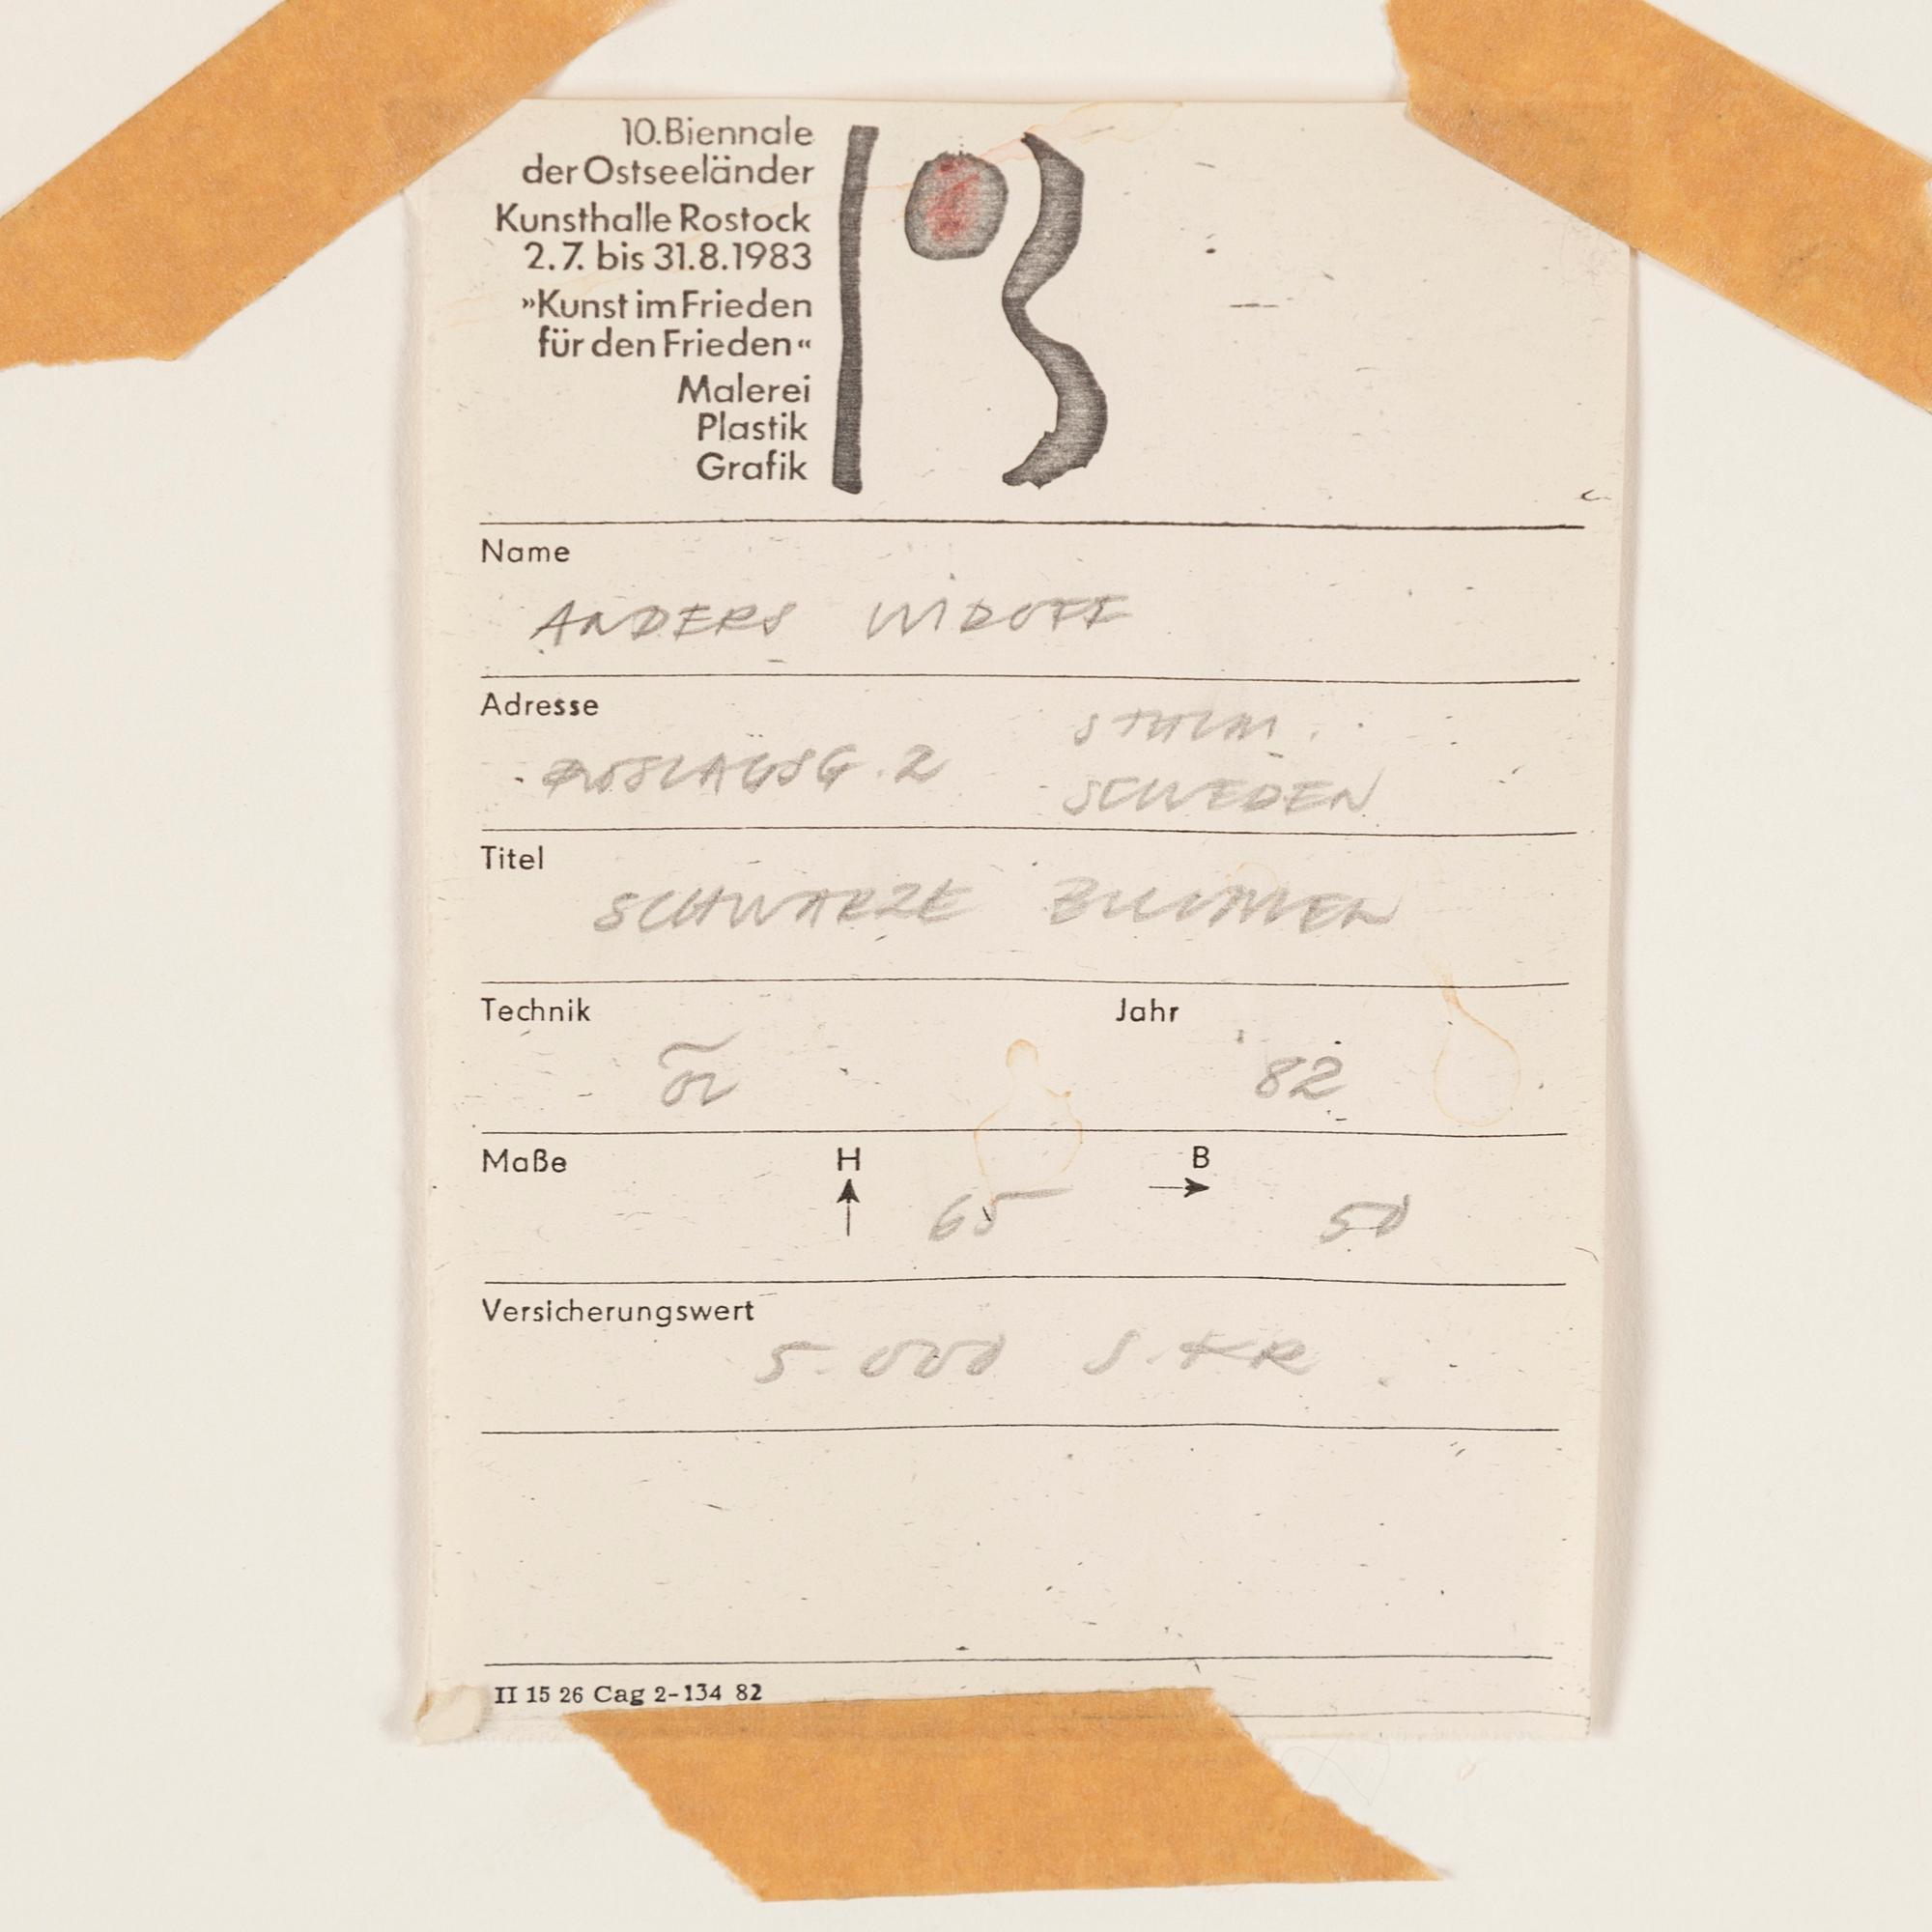 10. Biennale
der Ostseeländer
Kunsthalle Rostock
2.7. bis 31.8.1983
»Kunst im Frieden
für den Frieden«
Malerei
Plastik
Grafik
Name
ANDERS WIDOFF
Adresse
STHLM.
ROSLAGSG. 2
SCHWEDEN
Titel
SCHWARZE BLUMEN
Technik Jahr
82
Maße H B
65 50
Versicherungswert
5.000 S.KR
II 15 26 Cag 2-134 82